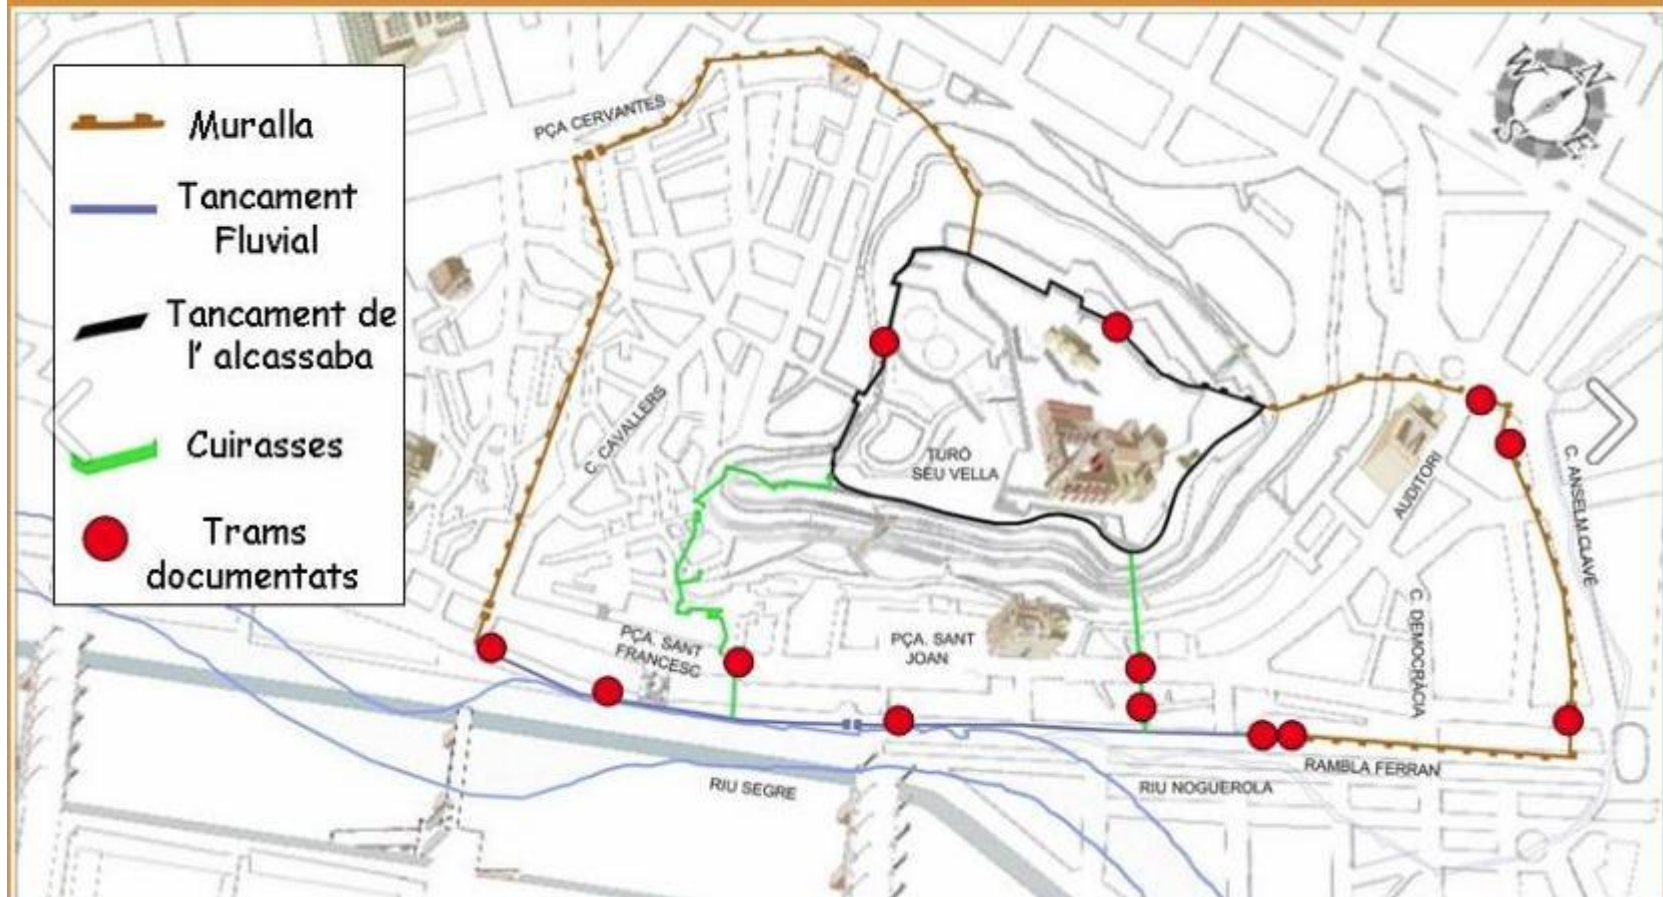 Muralla
Tancament
Fluvial
Tancament de
l' alcassaba
Cuirasses
Trams
documentats
PÇA CERVANTES
W N
S E
C. CAVALLERS
TURÓ
SEU VELLA
AUDITORI
C. ANSELM CLAVÉ
C. DEMOCRÀCIA
PÇA. SANT
FRANCESC
PÇA. SANT
JOAN
RIU SEGRE
RIU NOGUEROLA
RAMBLA FERRAN